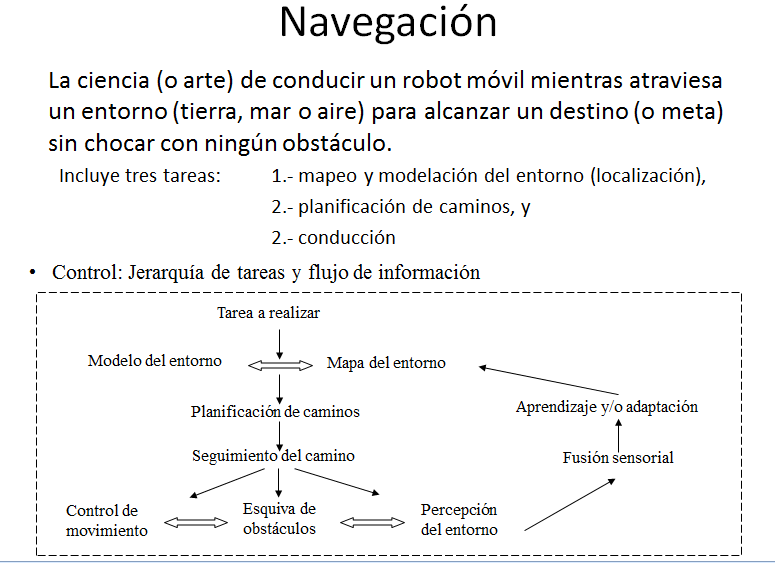 Navegación
La ciencia (o arte) de conducir un robot móvil mientras atraviesa
un entorno (tierra, mar o aire) para alcanzar un destino (o meta)
sin chocar con ningún obstáculo.
Incluye tres tareas: 1.- mapeo y modelación del entorno (localización),
2.- planificación de caminos, y
2.- conducción
• Control: Jerarquía de tareas y flujo de información
Tarea a realizar
Modelo del entorno
Mapa del entorno
Planificación de caminos
Aprendizaje y/o adaptación
Seguimiento del camino
Fusión sensorial
Control de
movimiento
Esquiva de
obstáculos
Percepción
del entorno